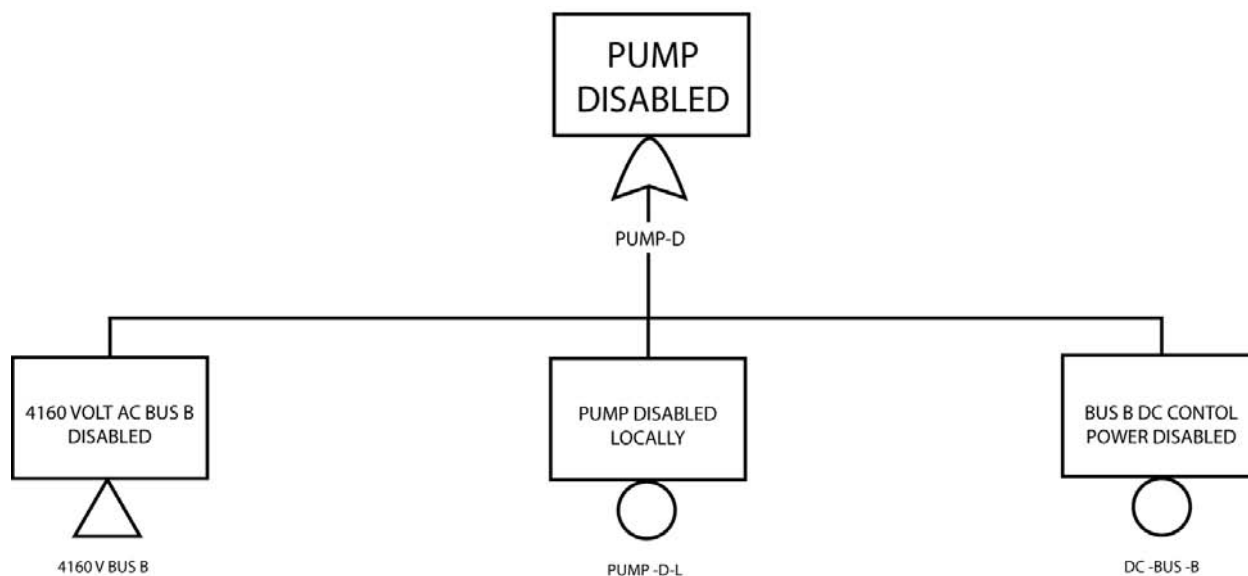 PUMP
DISABLED
PUMP-D
4160 VOLT AC BUS B
DISABLED
PUMP DISABLED
LOCALLY
BUS B DC CONTOL
POWER DISABLED
4160 V BUS B
PUMP -D-L
DC -BUS -B